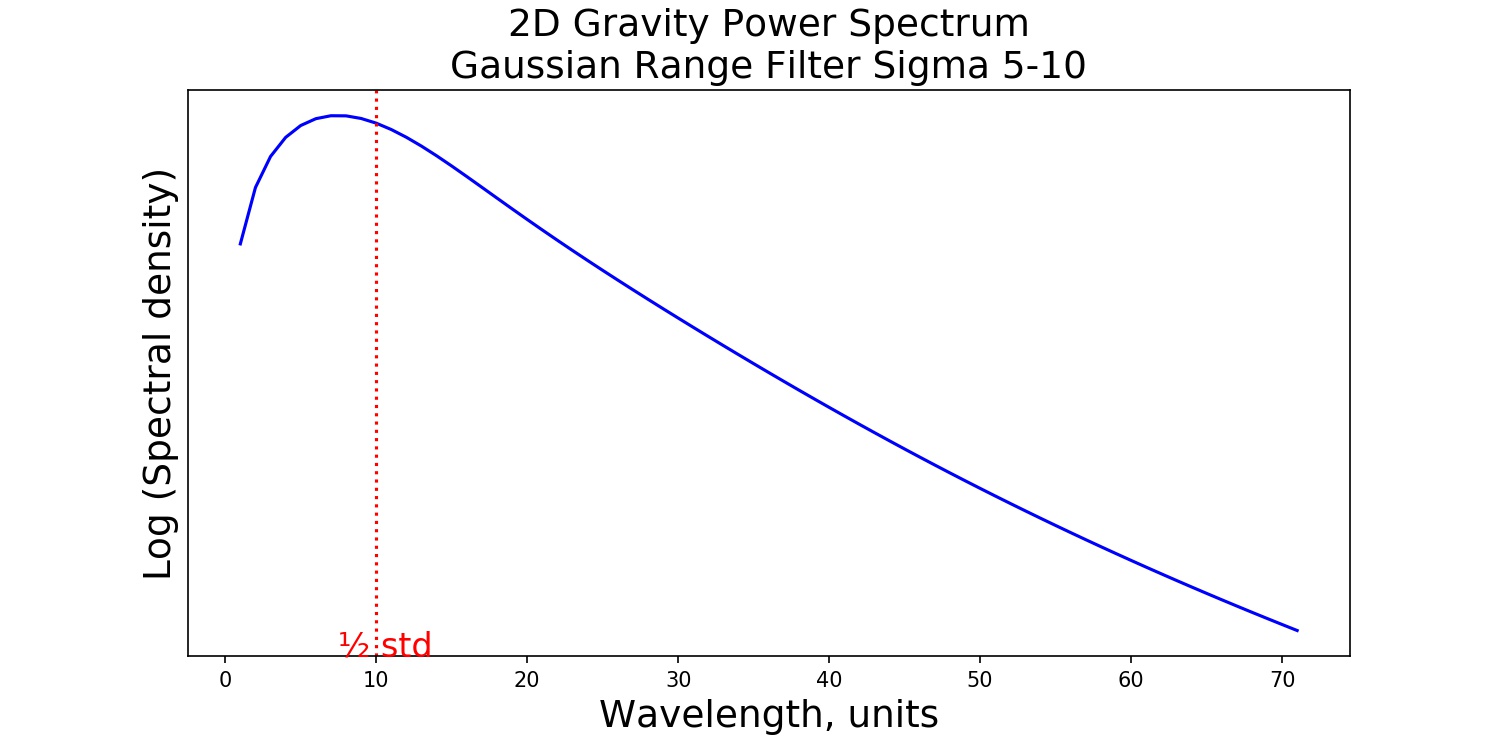 2D Gravity Power Spectrum
Gaussian Range Filter Sigma 5-10
Log (Spectral density)
½ std
0 10 20 30 40 50 60 70
Wavelength, units